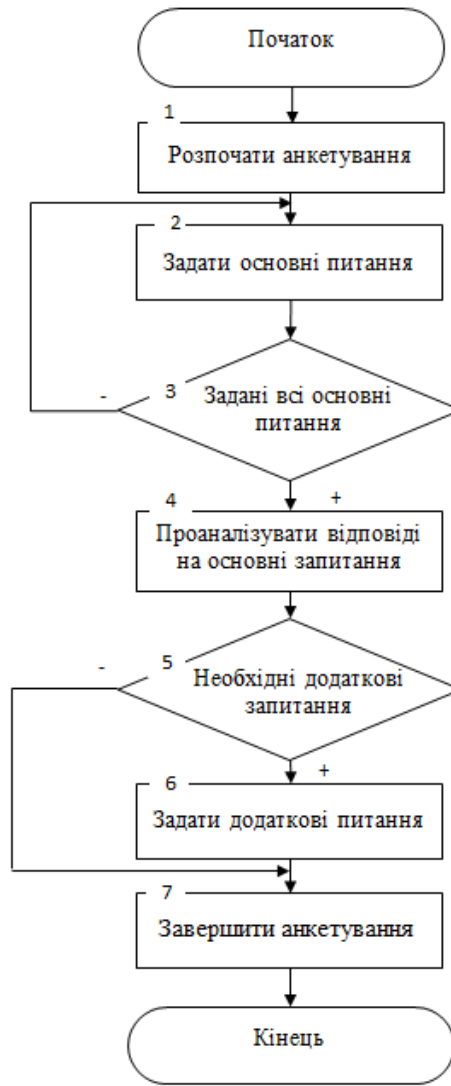 Початок
1
Розпочати анкетування
2
Задати основні питання
3
Задані всі основні
питання
-
+
4
Проаналізувати відповіді
на основні запитання
5
Необхідні додаткові
запитання
-
+
6
Задати додаткові питання
7
Завершити анкетування
Кінець